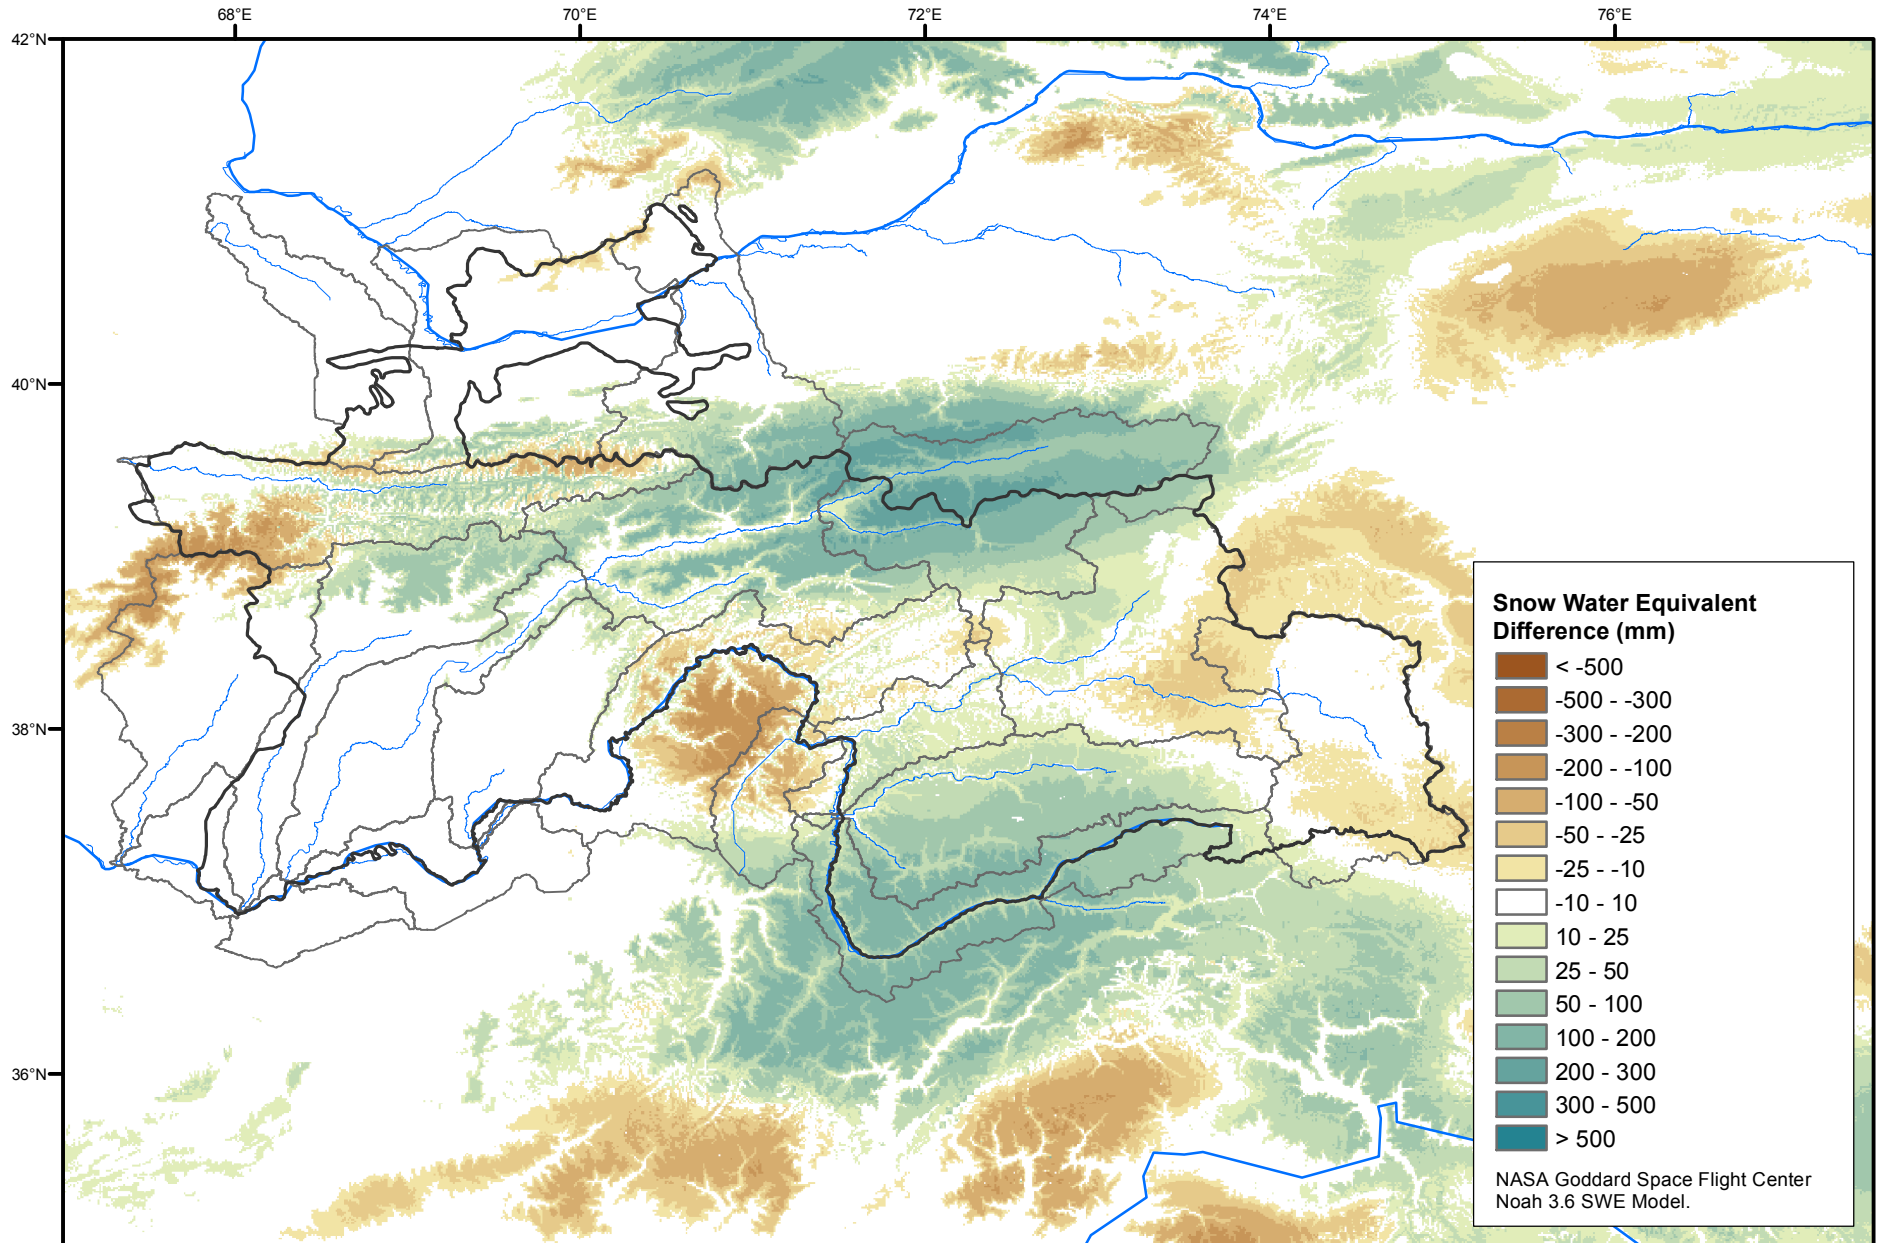 68°E 70°E 72°E 74°E 76°E
42°N
40°N
38°N
36°N
Snow Water Equivalent
Difference (mm)
< -500
-500 - -300
-300 - -200
-200 - -100
-100 - -50
-50 - -25
-25 - -10
-10 - 10
10 - 25
25 - 50
50 - 100
100 - 200
200 - 300
300 - 500
> 500
NASA Goddard Space Flight Center
Noah 3.6 SWE Model.